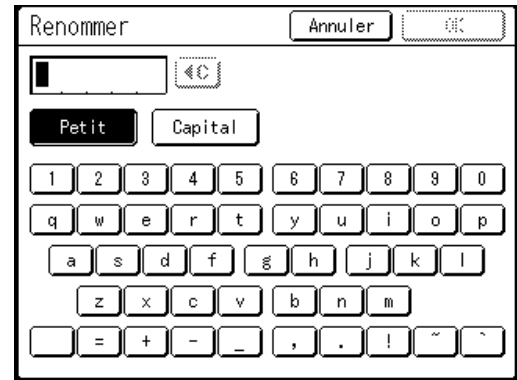 Renommer Annuler OK
C
Petit Capital
1 2 3 4 5 6 7 8 9 0
q w e r t y u i o p
a s d f g h j k l
z x c v b n m
= + - _ , . ! ~ `